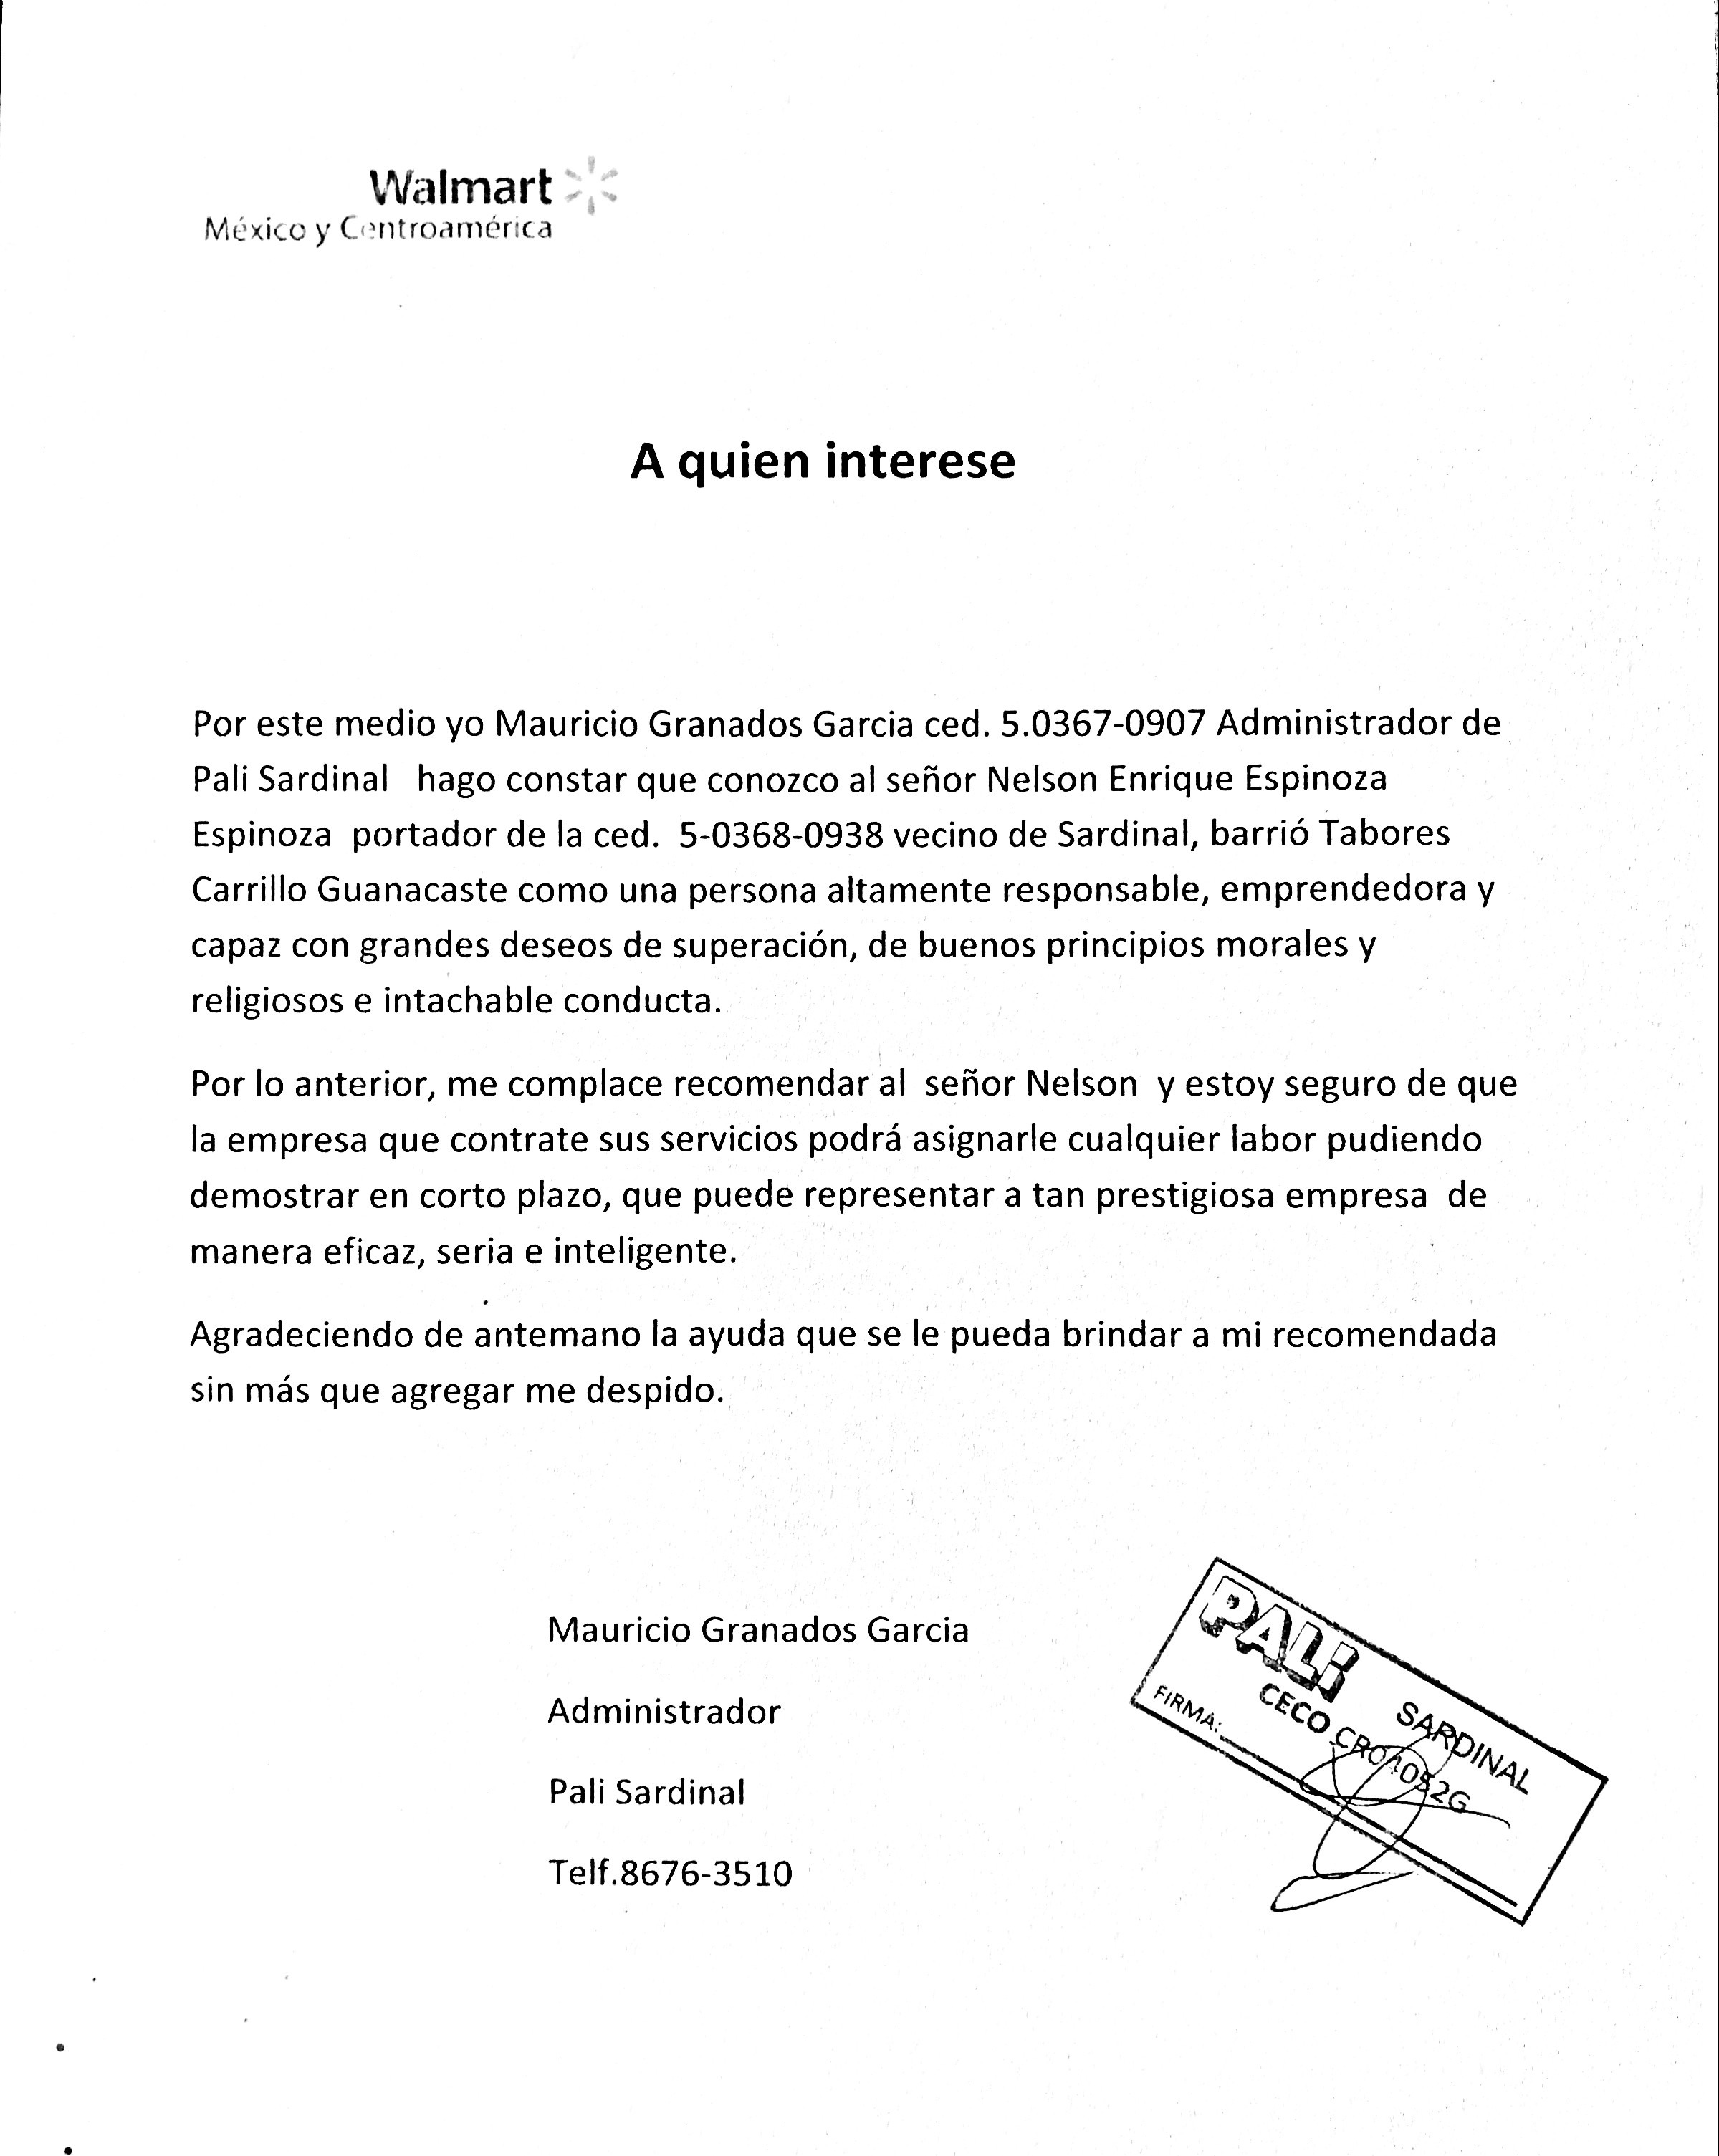 Walmart
México y Centroamérica
A quien interese
Por este medio yo Mauricio Granados Garcia ced. 5.0367-0907 Administrador de
Pali Sardinal hago constar que conozco al señor Nelson Enrique Espinoza
Espinoza portador de la ced. 5-0368-0938 vecino de Sardinal, barrió Tabores
Carrillo Guanacaste como una persona altamente responsable, emprendedora y
capaz con grandes deseos de superación, de buenos principios morales y
religiosos e intachable conducta.
Por lo anterior, me complace recomendar al señor Nelson y estoy seguro de que
la empresa que contrate sus servicios podrá asignarle cualquier labor pudiendo
demostrar en corto plazo, que puede representar a tan prestigiosa empresa de
manera eficaz, seria e inteligente.
Agradeciendo de antemano la ayuda que se le pueda brindar a mi recomendada
sin más que agregar me despido.
Mauricio Granados Garcia
Administrador
Pali Sardinal
Telf.8676-3510
PALi
SARDINAL
CECO
FIRMA: